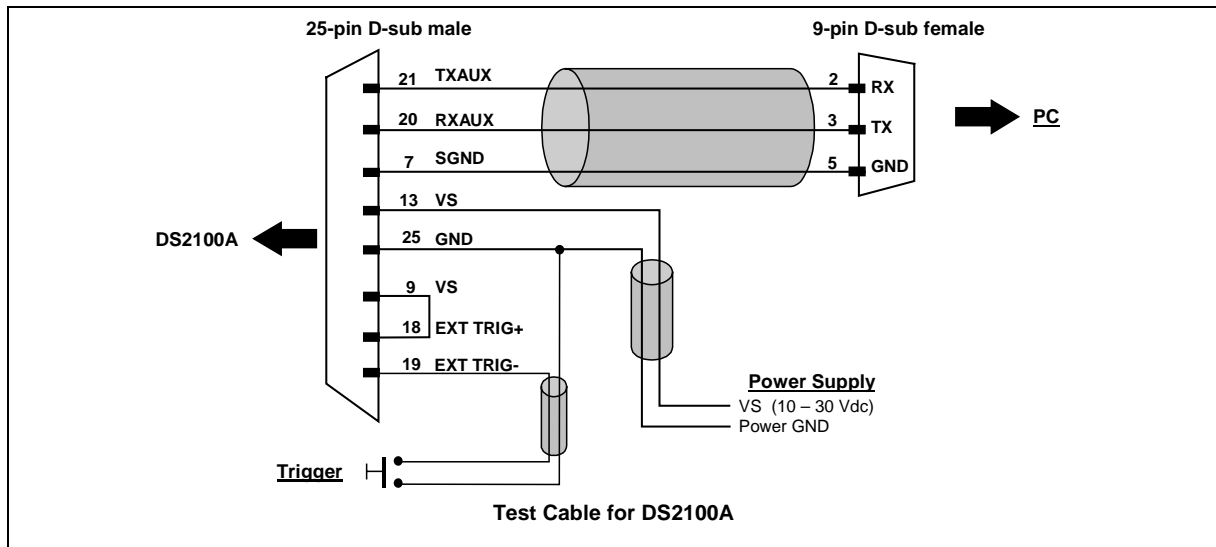 25-pin D-sub male
9-pin D-sub female
21 TXAUX
2 RX
20 RXAUX
3 TX
PC
7 SGND
5 GND
13 VS
DS2100A
25 GND
9 VS
18 EXT TRIG+
19 EXT TRIG-
Power Supply
VS (10 – 30 Vdc)
Power GND
Trigger
Test Cable for DS2100A